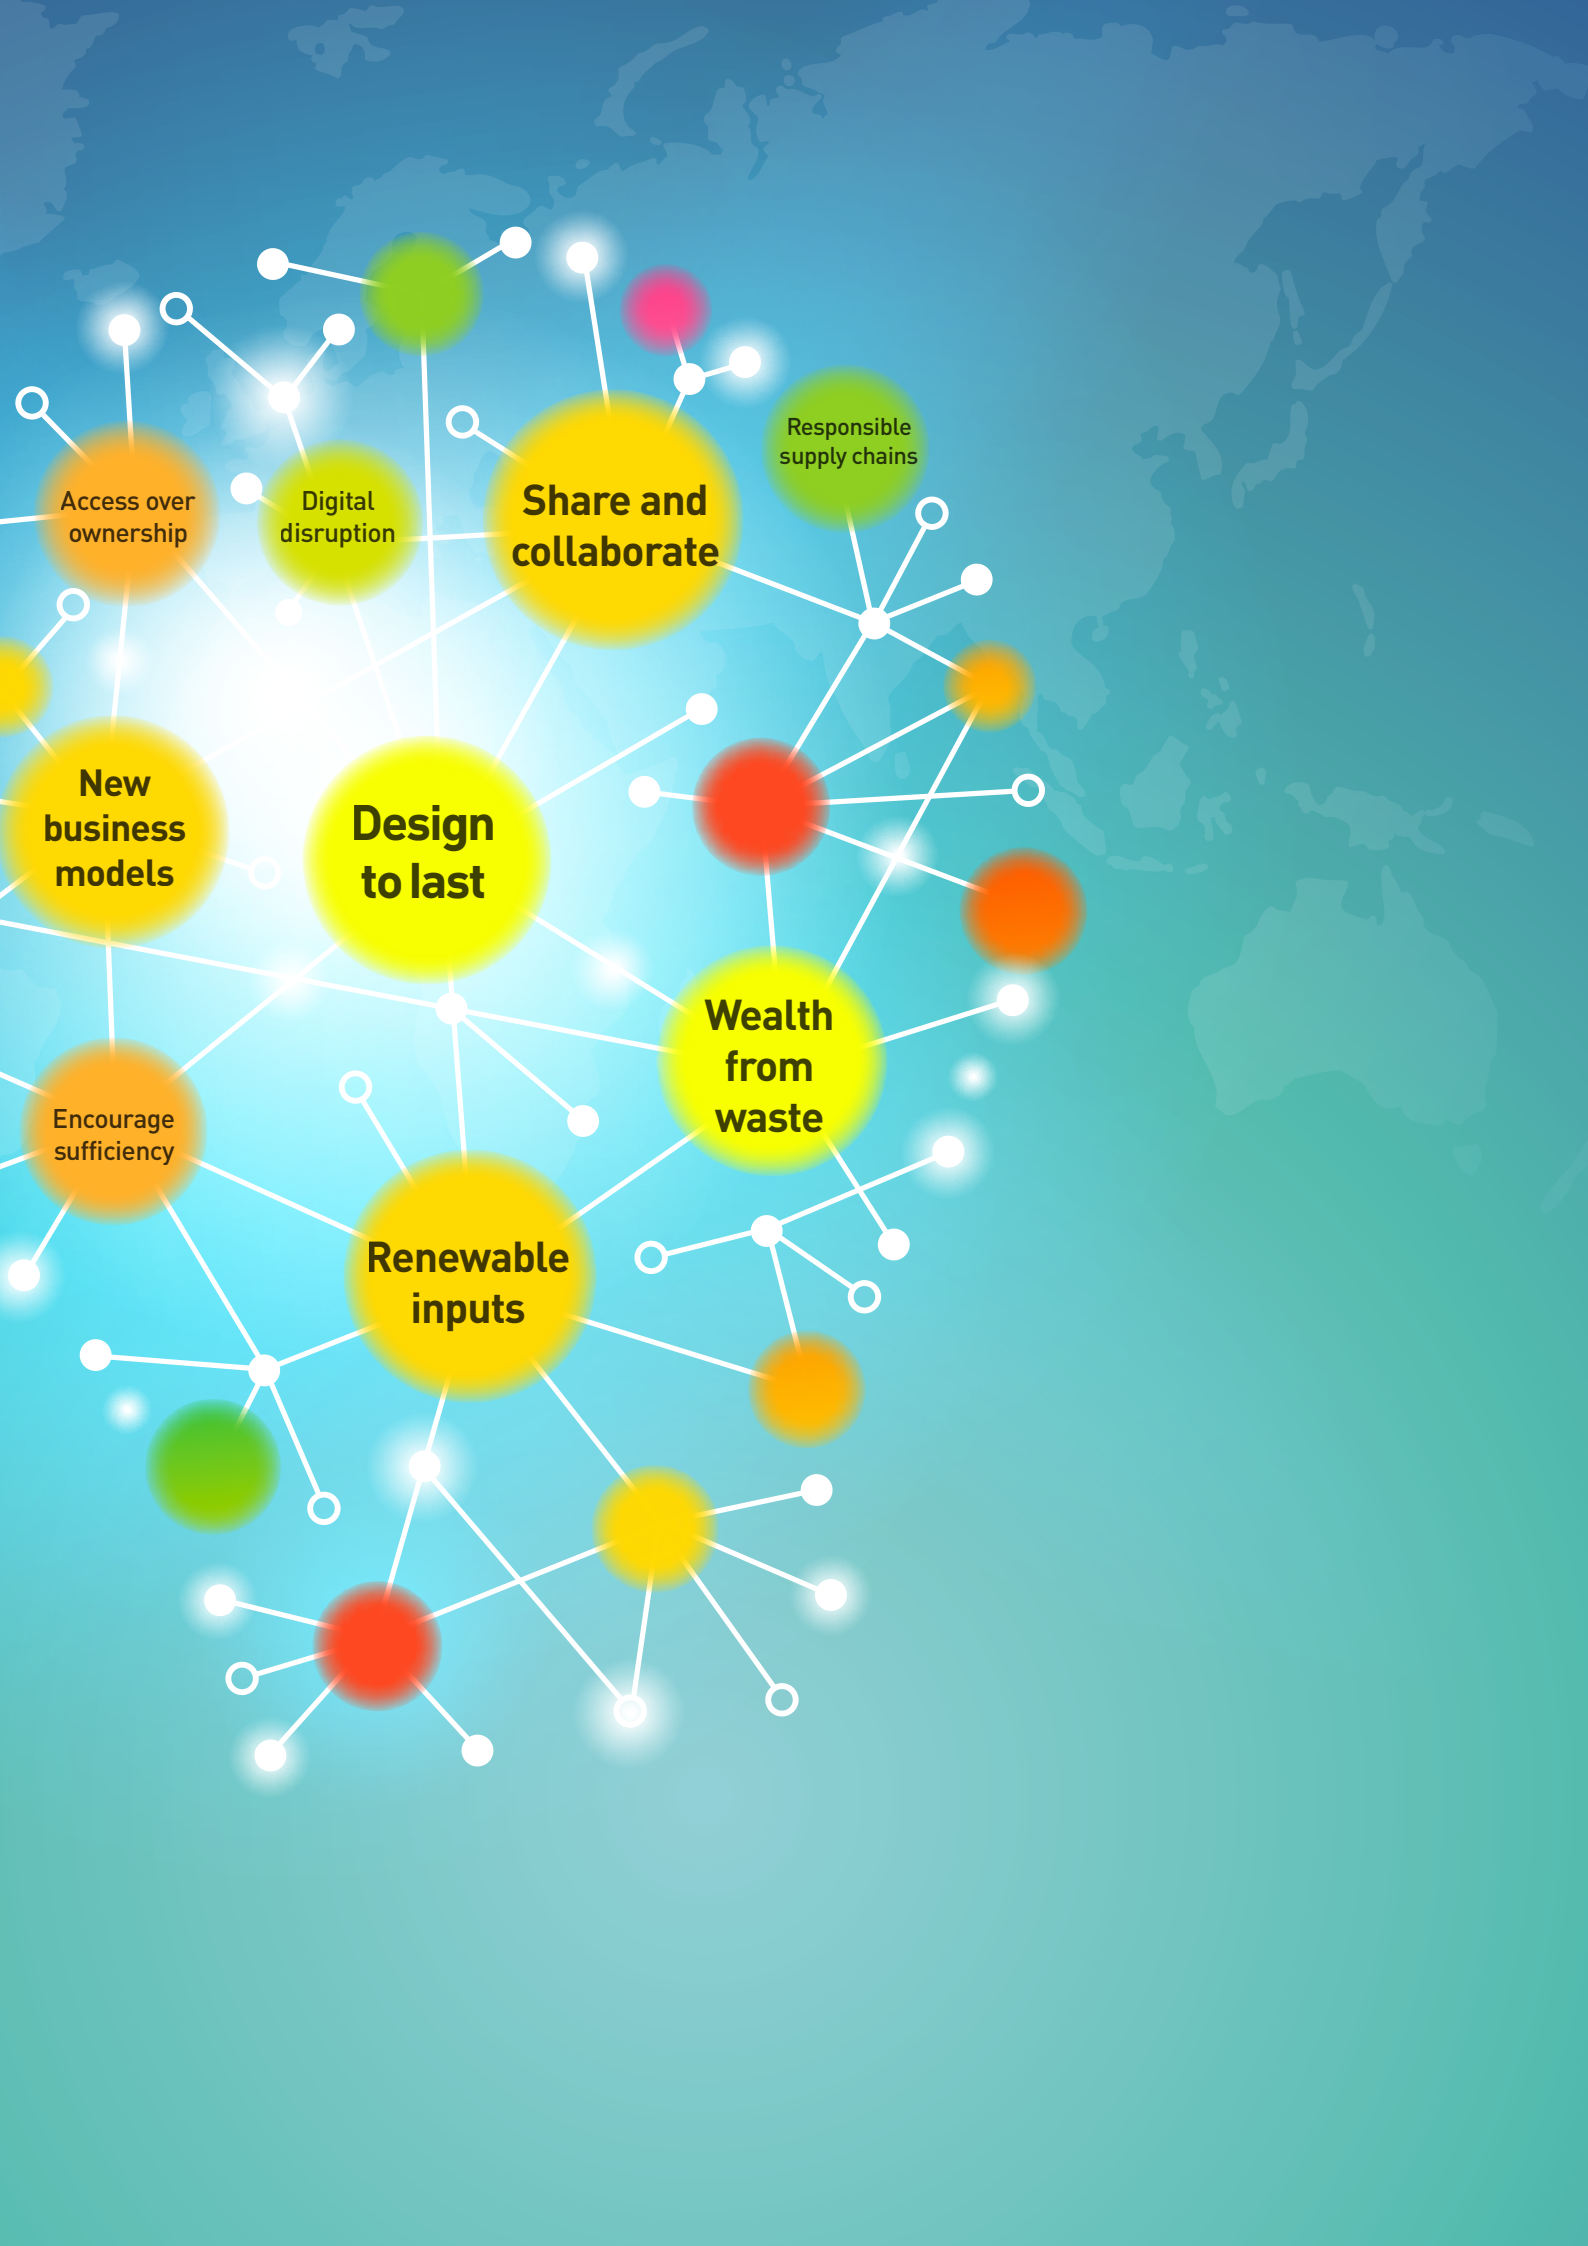 Responsible
supply chains
Access over
ownership
Digital
disruption
Share and
collaborate
New
business
models
Design
to last
Wealth
from
waste
Encourage
sufficiency
Renewable
inputs